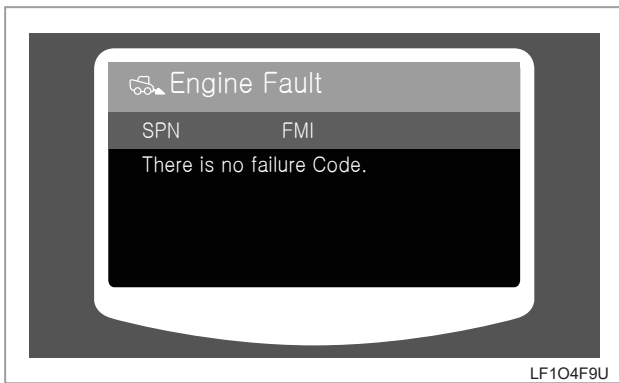 Engine Fault
SPN FMI
There is no failure Code.
LF1O4F9U